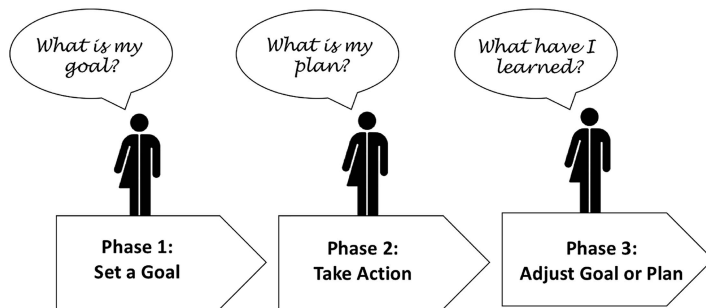 What is my
goal?
What is my
plan?
What have I
learned?
Phase 1:
Set a Goal
Phase 2:
Take Action
Phase 3:
Adjust Goal or Plan